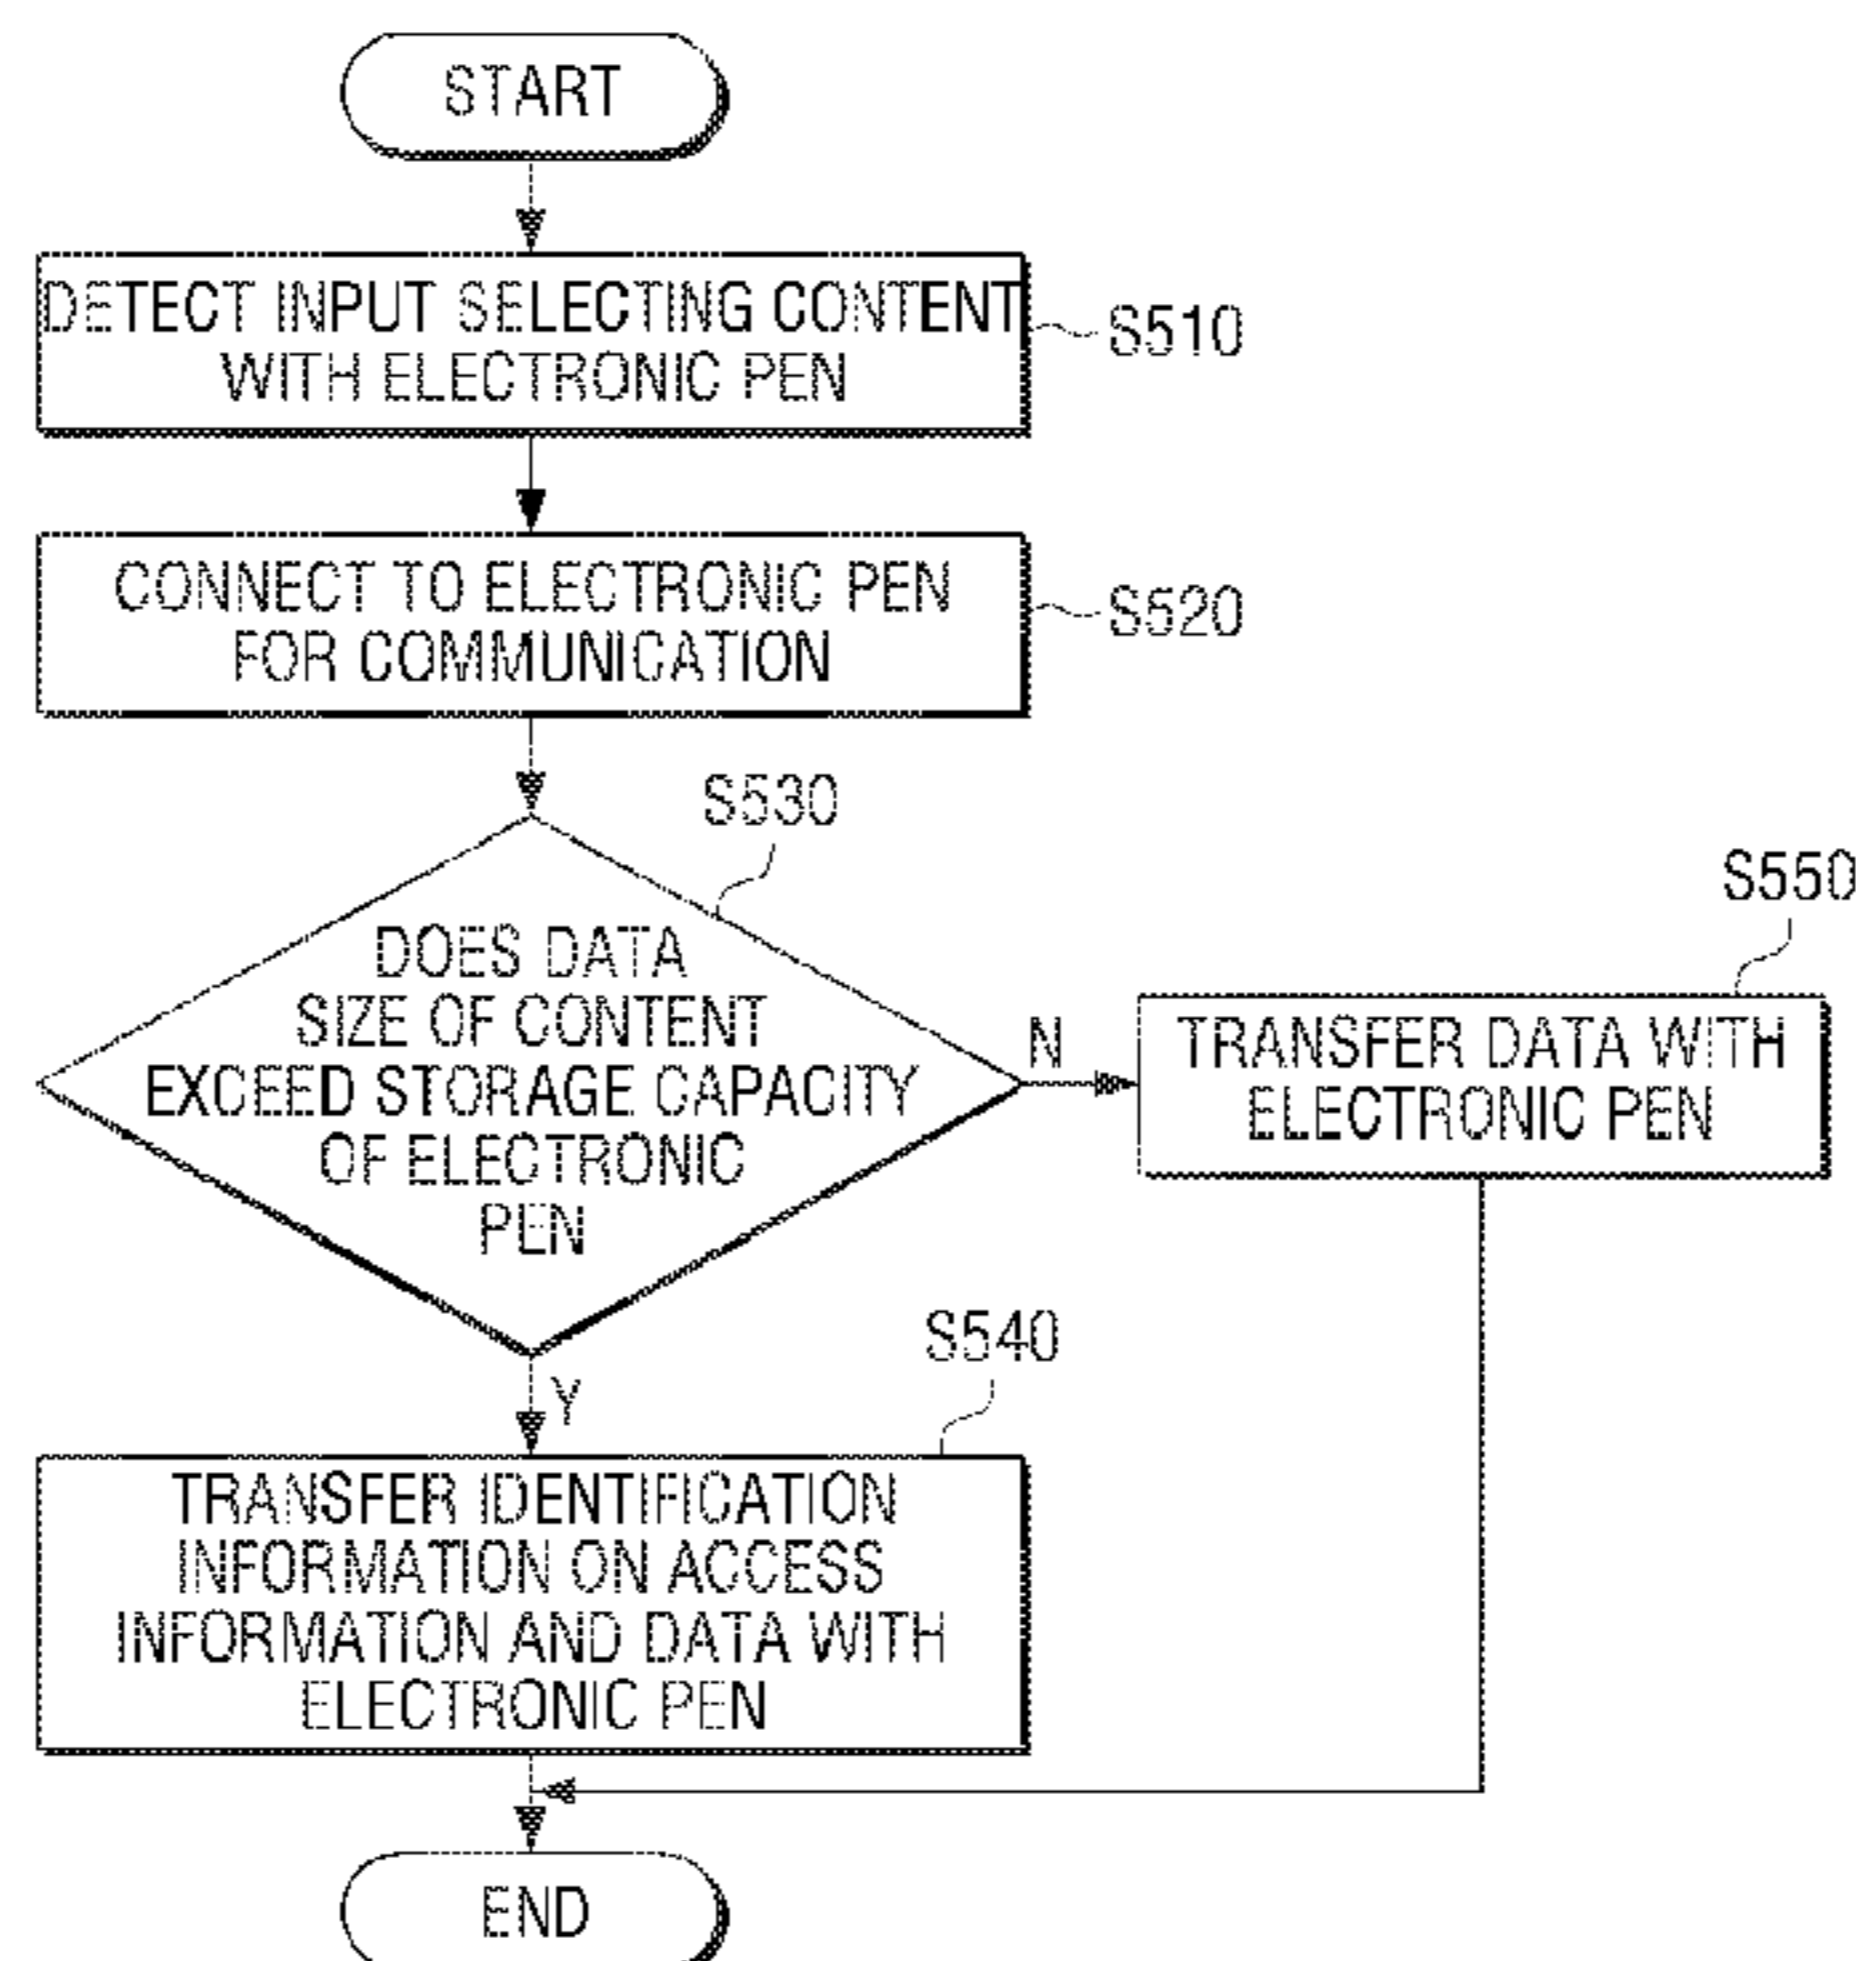 START
DETECT INPUT SELECTING CONTENT
WITH ELECTRONIC PEN
S510
CONNECT TO ELECTRONIC PEN
FOR COMMUNICATION
S520
S530
DOES DATA
SIZE OF CONTENT
EXCEED STORAGE CAPACITY
OF ELECTRONIC
PEN
N
S550
TRANSFER DATA WITH
ELECTRONIC PEN
Y
S540
TRANSFER IDENTIFICATION
INFORMATION ON ACCESS
INFORMATION AND DATA WITH
ELECTRONIC PEN
END